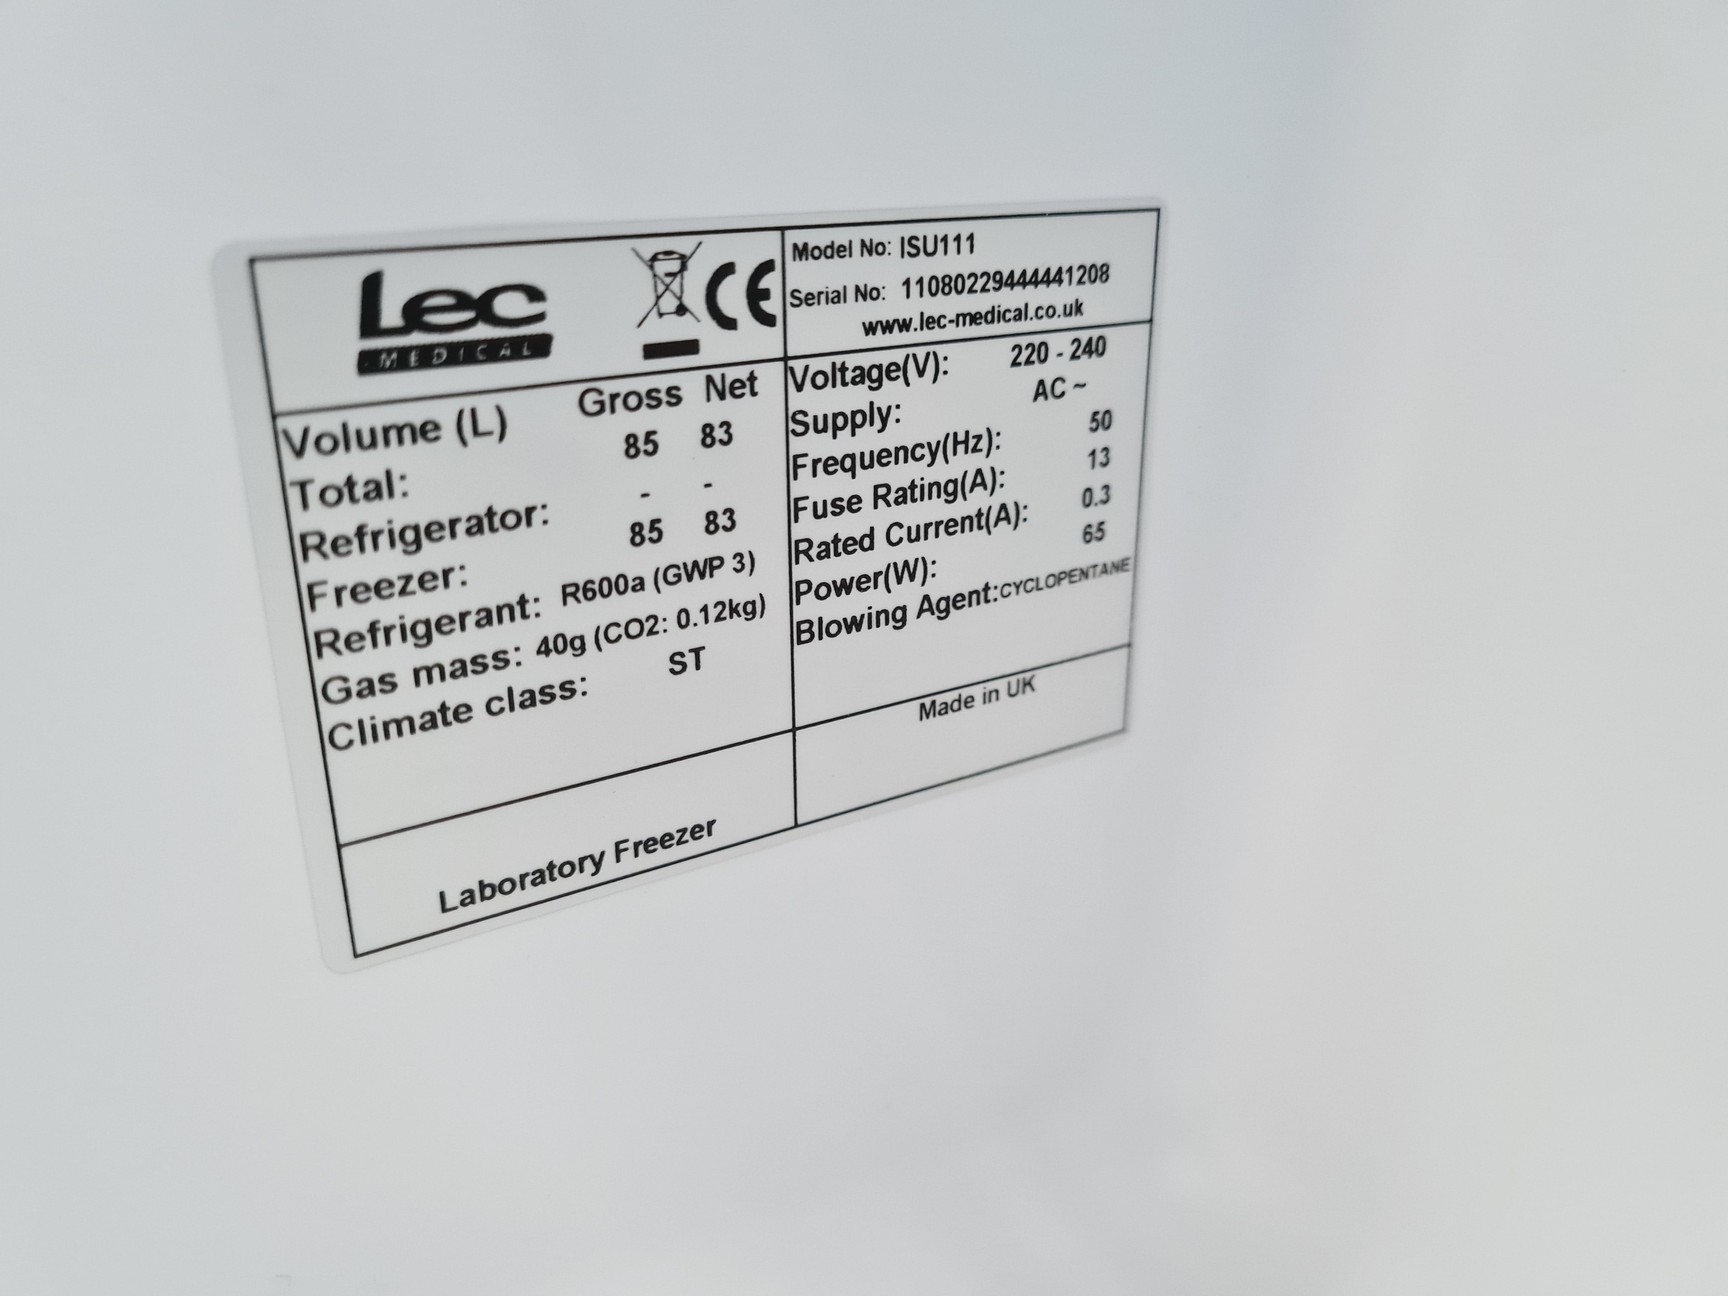 Lec
MEDICAL
CE
Model No: ISU111
Serial No: 11080229444441208
www.lec-medical.co.uk
Volume (L) Gross Net
Total: 85 83
Refrigerator: - -
Freezer: 85 83
Refrigerant: R600a (GWP 3)
Gas mass: 40g (CO2: 0.12kg)
Climate class: ST
Voltage(V): 220 - 240
Supply: AC ~
Frequency(Hz): 50
Fuse Rating(A): 13
Rated Current(A): 0.3
Power(W): 65
Blowing Agent: CYCLOPENTANE
Laboratory Freezer
Made in UK